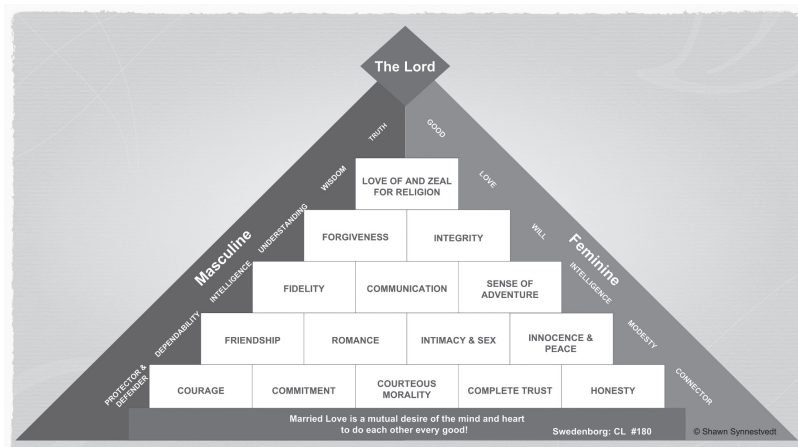 The Lord
TRUTH
GOOD
WISDOM
LOVE
LOVE OF AND ZEAL
FOR RELIGION
UNDERSTANDING
WILL
FORGIVENESS
INTEGRITY
Masculine
Feminine
INTELLIGENCE
INTELLIGENCE
FIDELITY
COMMUNICATION
SENSE OF
ADVENTURE
DEPENDABILITY
MODESTY
FRIENDSHIP
ROMANCE
INTIMACY & SEX
INNOCENCE &
PEACE
PROTECTOR &
DEFENDER
CONNECTOR
COURAGE
COMMITMENT
COURTEOUS
MORALITY
COMPLETE TRUST
HONESTY
Married Love is a mutual desire of the mind and heart
to do each other every good!
Swedenborg: CL #180
© Shawn Synnestvedt